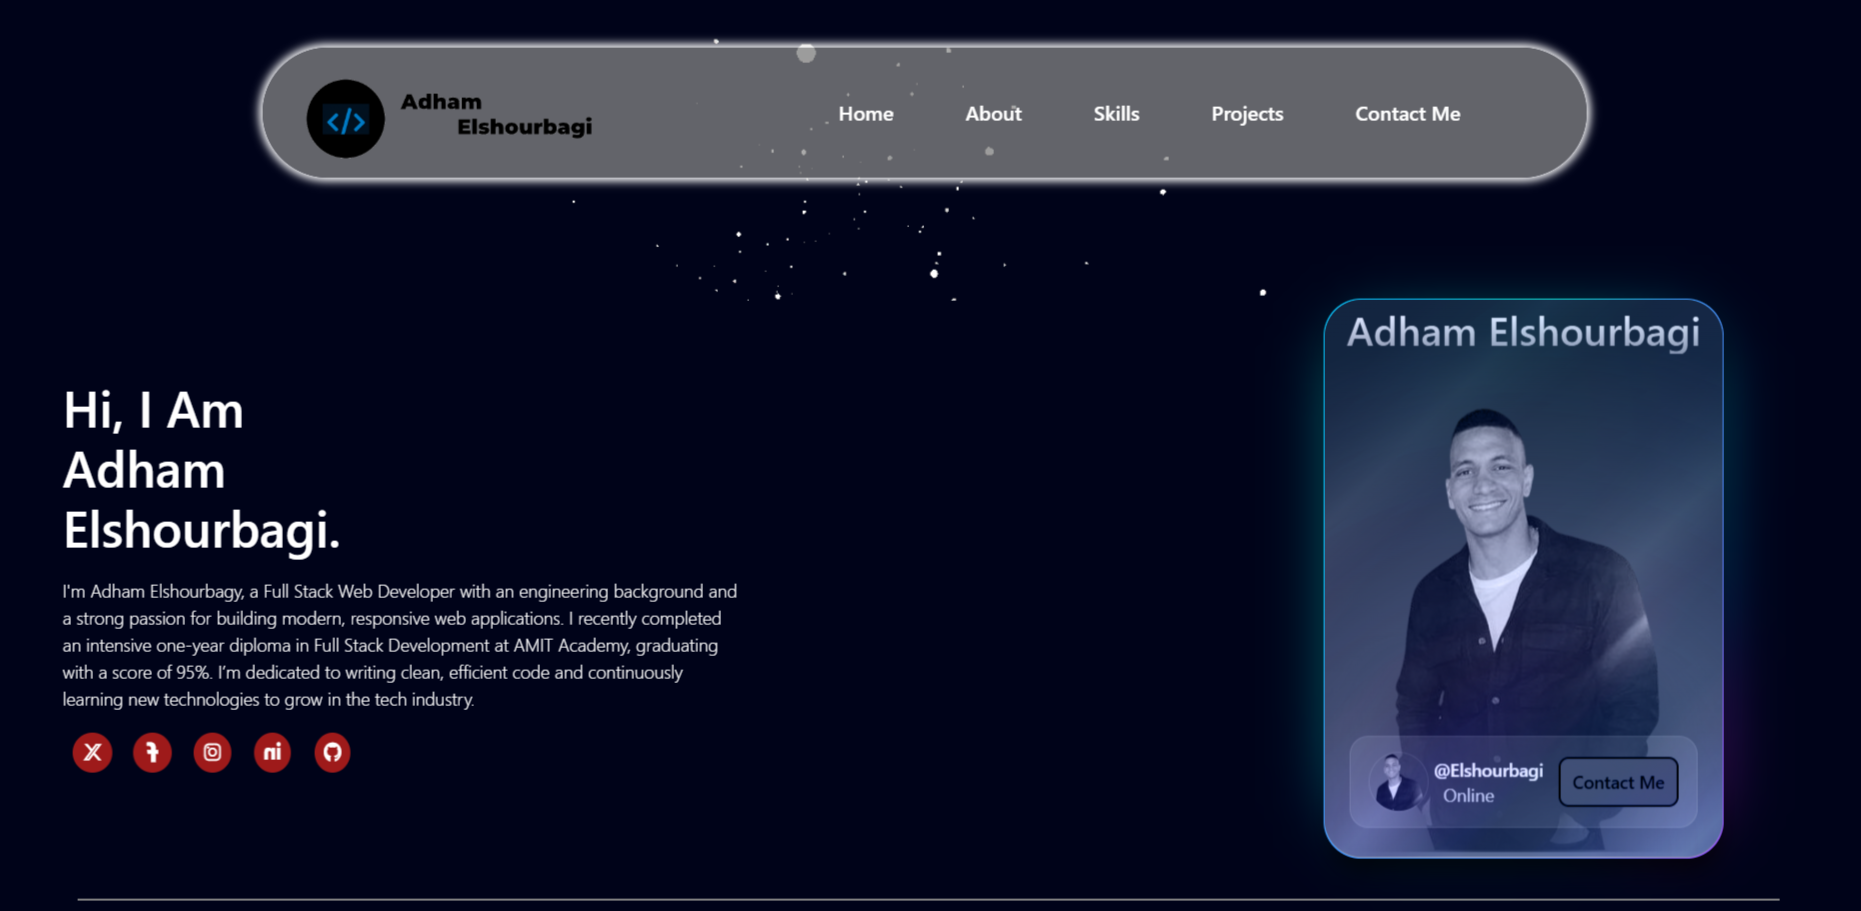 </>
Adham
Elshourbagi
Home About Skills Projects Contact Me
Adham Elshourbagi
Hi, I Am
Adham
Elshourbagi.
I'm Adham Elshourbagy, a Full Stack Web Developer with an engineering background and
a strong passion for building modern, responsive web applications. I recently completed
an intensive one-year diploma in Full Stack Development at AMIT Academy, graduating
with a score of 95%. I’m dedicated to writing clean, efficient code and continuously
learning new technologies to grow in the tech industry.
@Elshourbagi
Online
Contact Me